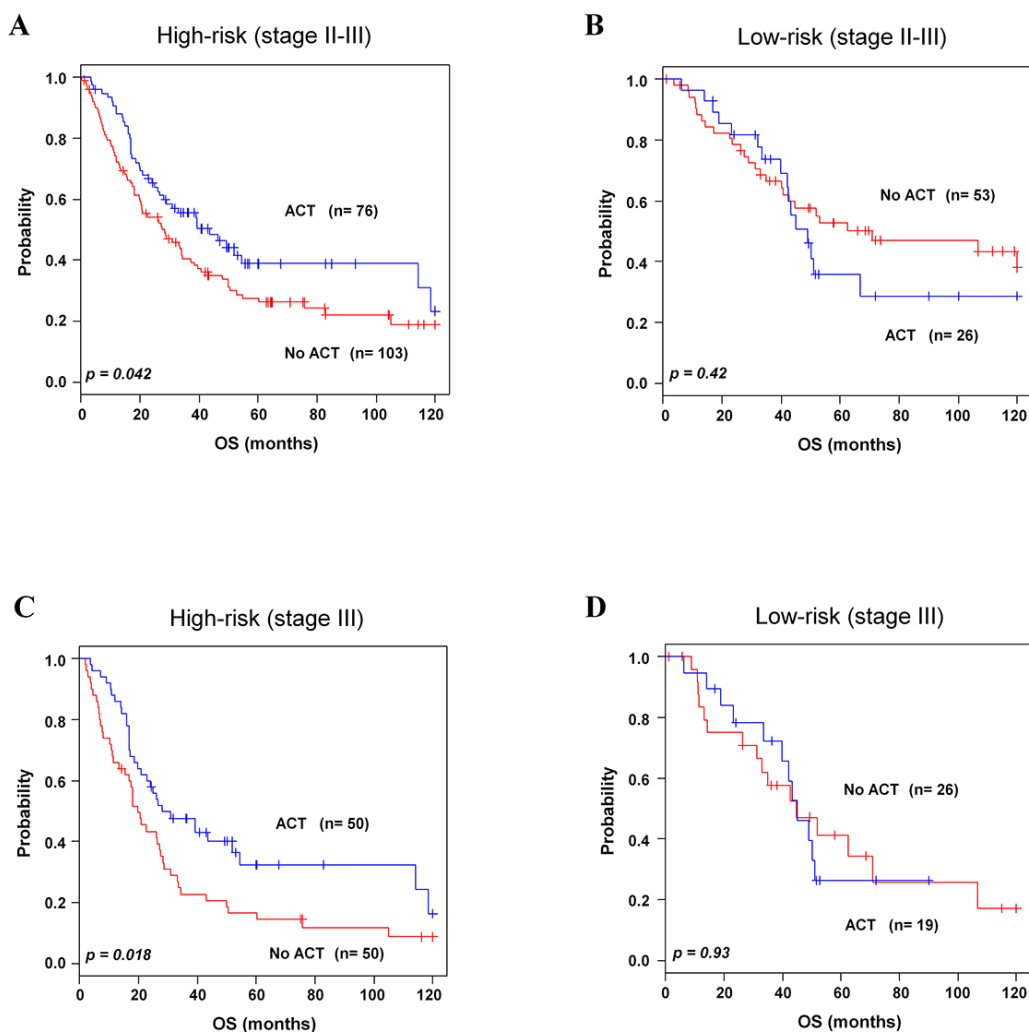 A
High-risk (stage II-III)
1.0
0.8
0.6
0.4
0.2
0.0
Probability
ACT (n= 76)
No ACT (n= 103)
p = 0.042
0 20 40 60 80 100 120
OS (months)
B
Low-risk (stage II-III)
1.0
0.8
0.6
0.4
0.2
0.0
Probability
No ACT (n= 53)
ACT (n= 26)
p = 0.42
0 20 40 60 80 100 120
OS (months)
C
High-risk (stage III)
1.0
0.8
0.6
0.4
0.2
0.0
Probability
ACT (n= 50)
No ACT (n= 50)
p = 0.018
0 20 40 60 80 100 120
OS (months)
D
Low-risk (stage III)
1.0
0.8
0.6
0.4
0.2
0.0
Probability
No ACT (n= 26)
ACT (n= 19)
p = 0.93
0 20 40 60 80 100 120
OS (months)